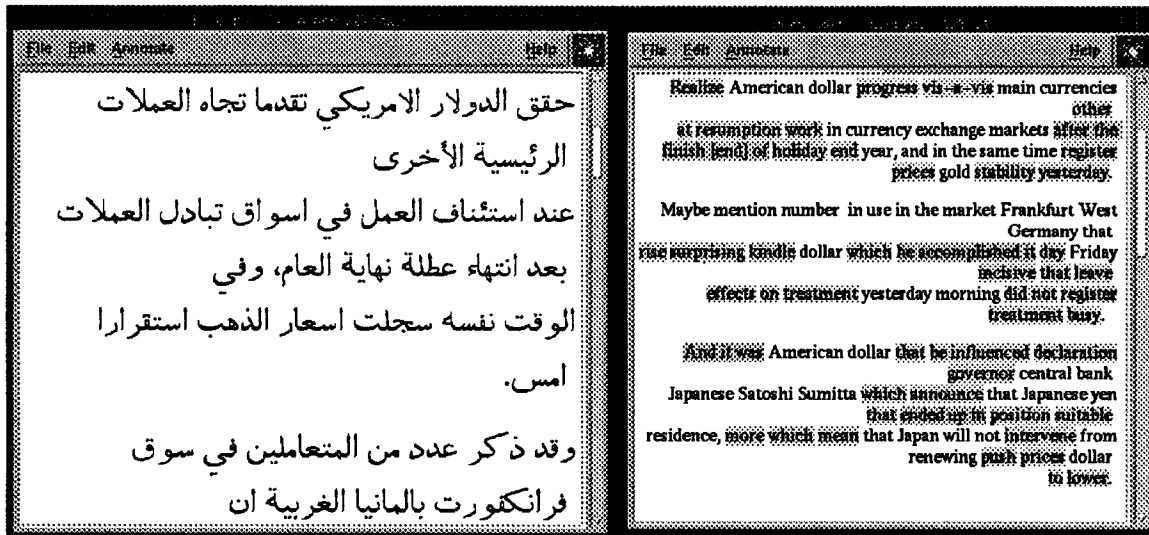 File Edit Annotate Help
حقق الدولار الامريكي تقدما تجاه العملات
الرئيسية الأخرى
عند استئناف العمل في اسواق تبادل العملات
بعد انتهاء عطلة نهاية العام، وفي
الوقت نفسه سجلت اسعار الذهب استقرارا
امس.
وقد ذكر عدد من المتعاملين في سوق
فرانكفورت بالمانيا الغربية ان
File Edit Annotate Help
Realize American dollar progress vis-a-vis main currencies
other
at resumption work in currency exchange markets after the
finish [end] of holiday end year, and in the same time register
prices gold stability yesterday.
Maybe mention number in use in the market Frankfurt West
Germany that
rise surprising kindle dollar which he accomplished it day Friday
incisive that leave
effects on treatment yesterday morning did not register
treatment busy.
And it was American dollar that be influenced declaration
governor central bank
Japanese Satoshi Sumitta which announce that Japanese yen
that ended up in position suitable
residence, more which mean that Japan will not intervene from
renewing push prices dollar
to lower.